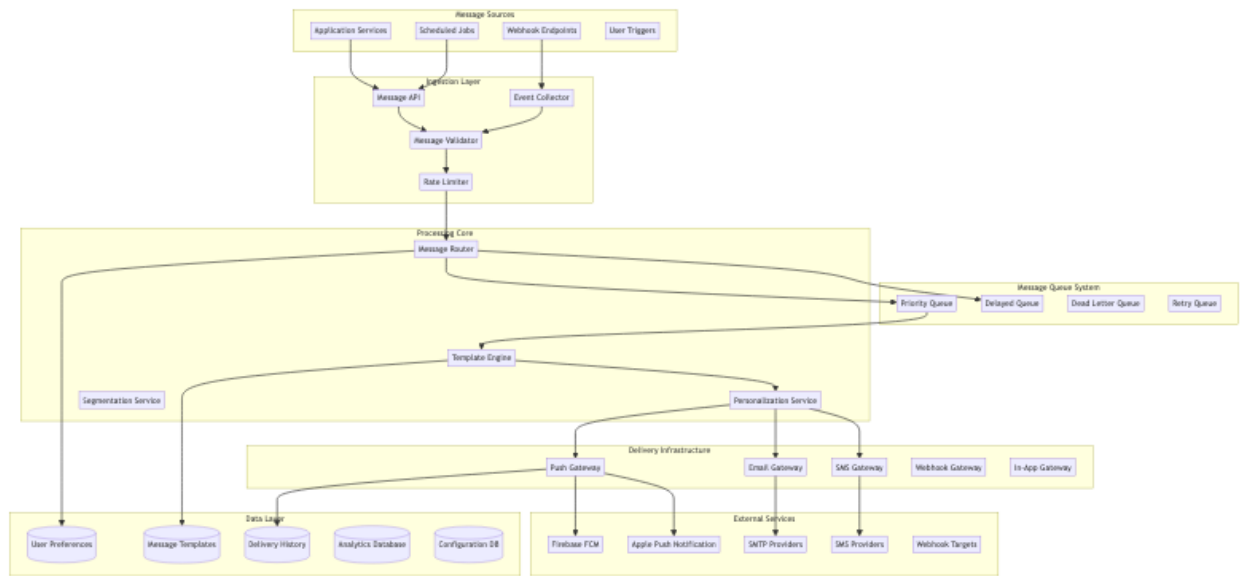 Message Sources
Application Services
Scheduled Jobs
Webhook Endpoints
User Triggers
Ingestion Layer
Message API
Event Collector
Message Validator
Rate Limiter
Processing Core
Message Router
Message Queue System
Priority Queue
Delayed Queue
Dead Letter Queue
Retry Queue
Template Engine
Segmentation Service
Personalization Service
Delivery Infrastructure
Push Gateway
Email Gateway
SMS Gateway
Webhook Gateway
In-App Gateway
Data Layer
User Preferences
Message Templates
Delivery History
Analytics Database
Configuration DB
External Services
Firebase FCM
Apple Push Notification
SMTP Providers
SMS Providers
Webhook Targets